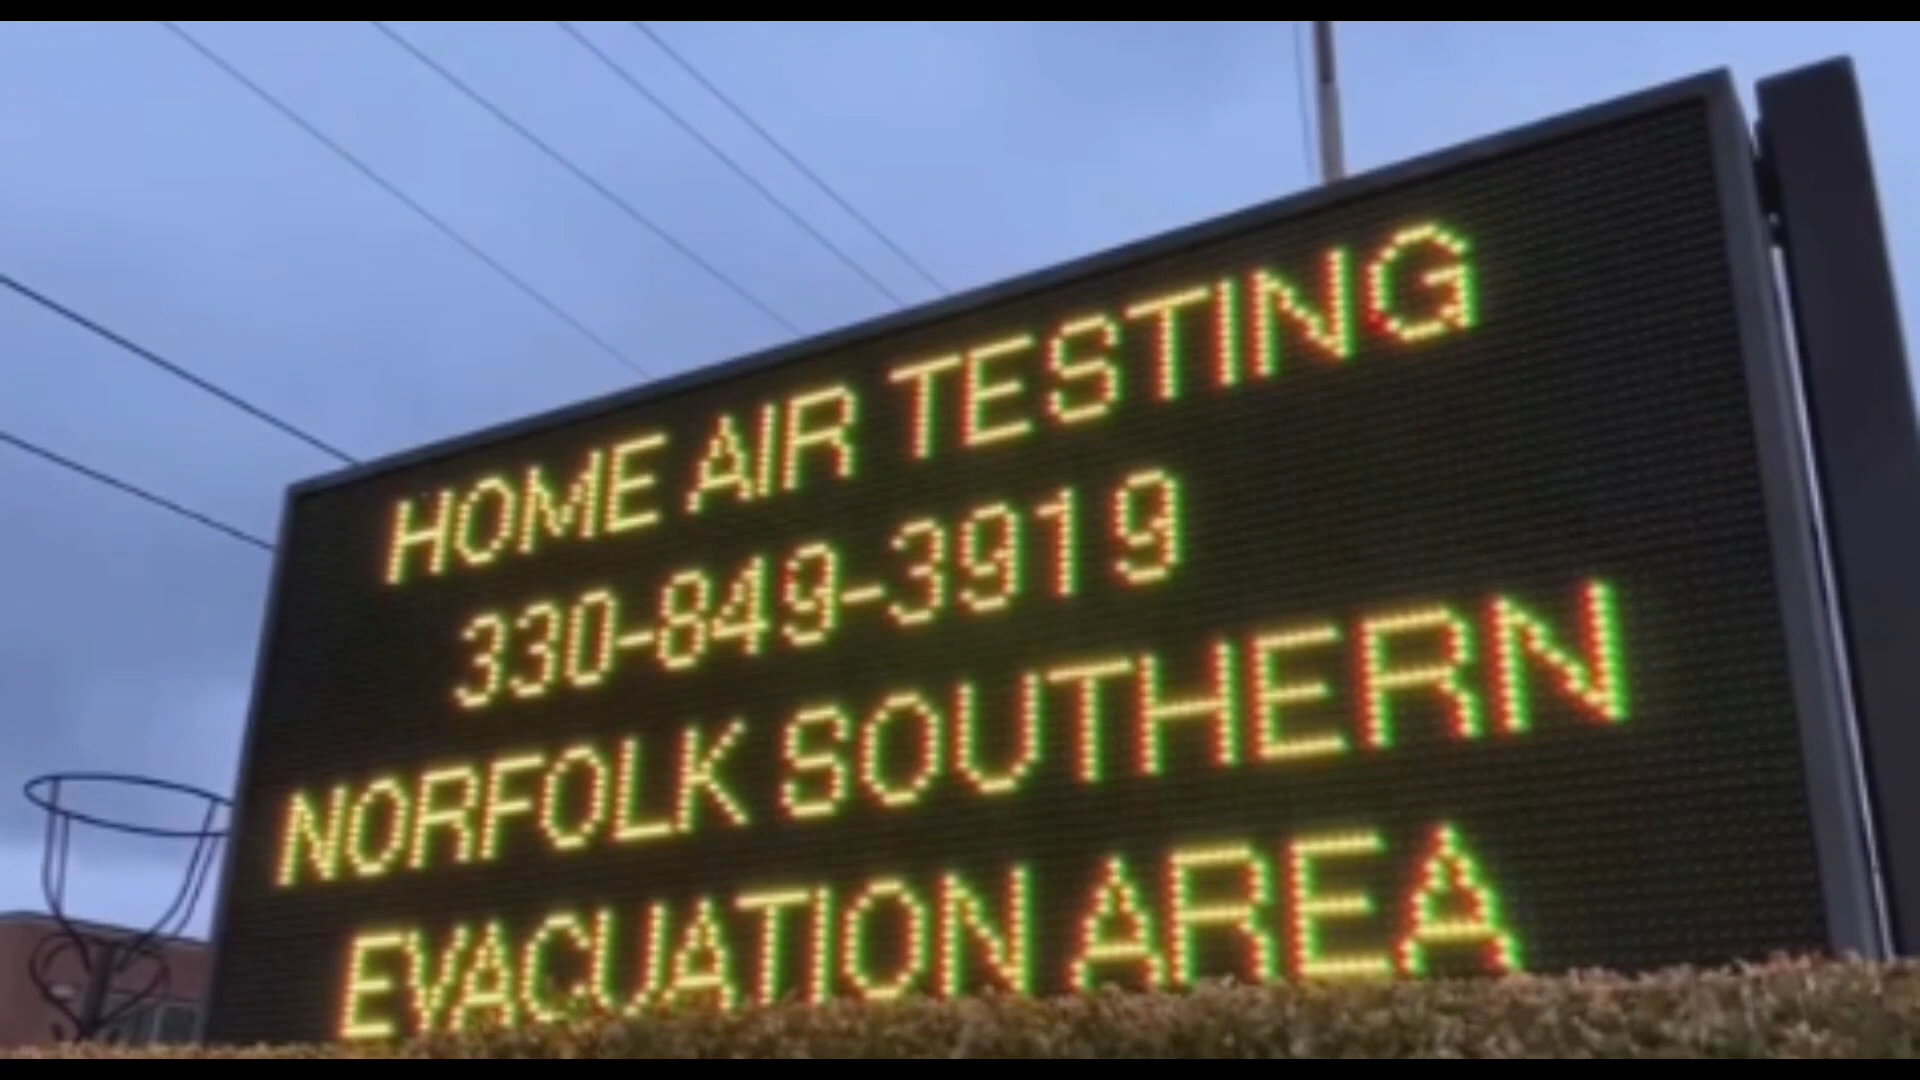 HOME AIR TESTING
330-849-3919
NORFOLK SOUTHERN
EVACUATION AREA